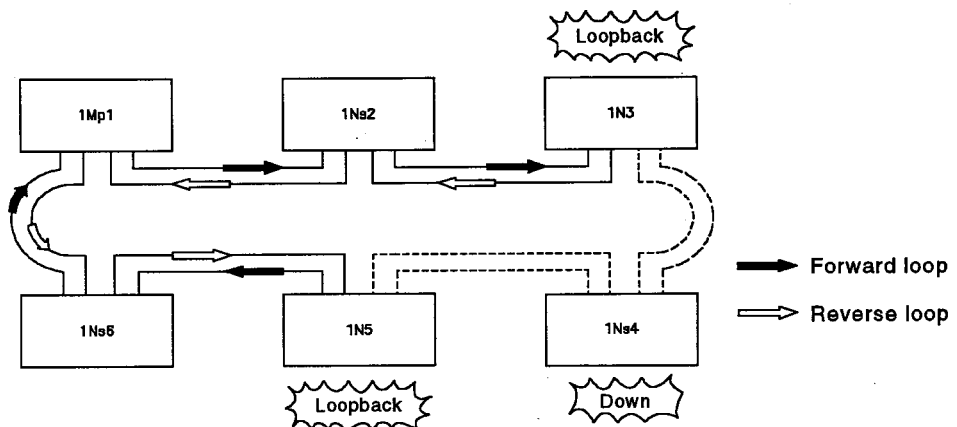 Loopback
1Mp1
1Ns2
1N3
Forward loop
Reverse loop
1Ns6
1N5
1Ns4
Loopback
Down